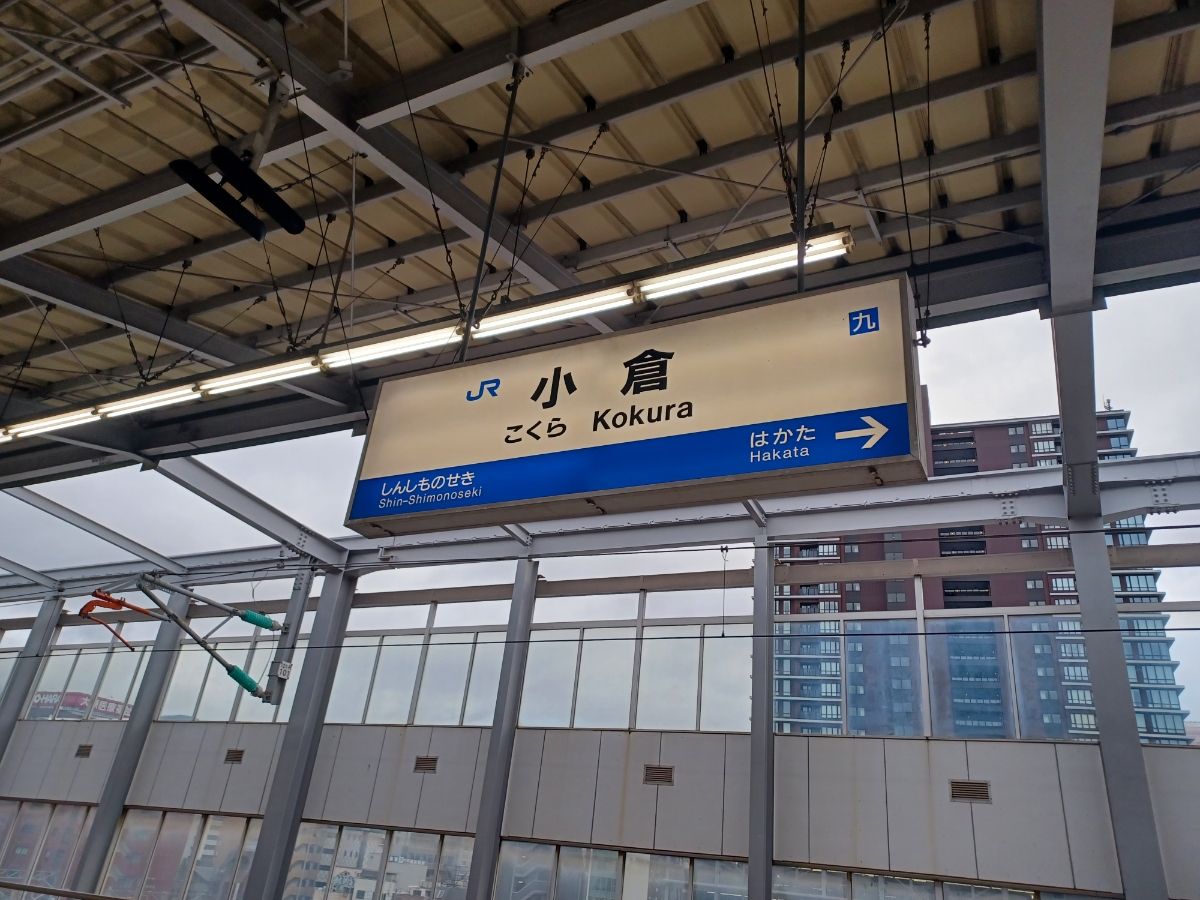 九
JR 小倉
こくら Kokura
しんしものせき
Shin-Shimonoseki
はかた →
Hakata